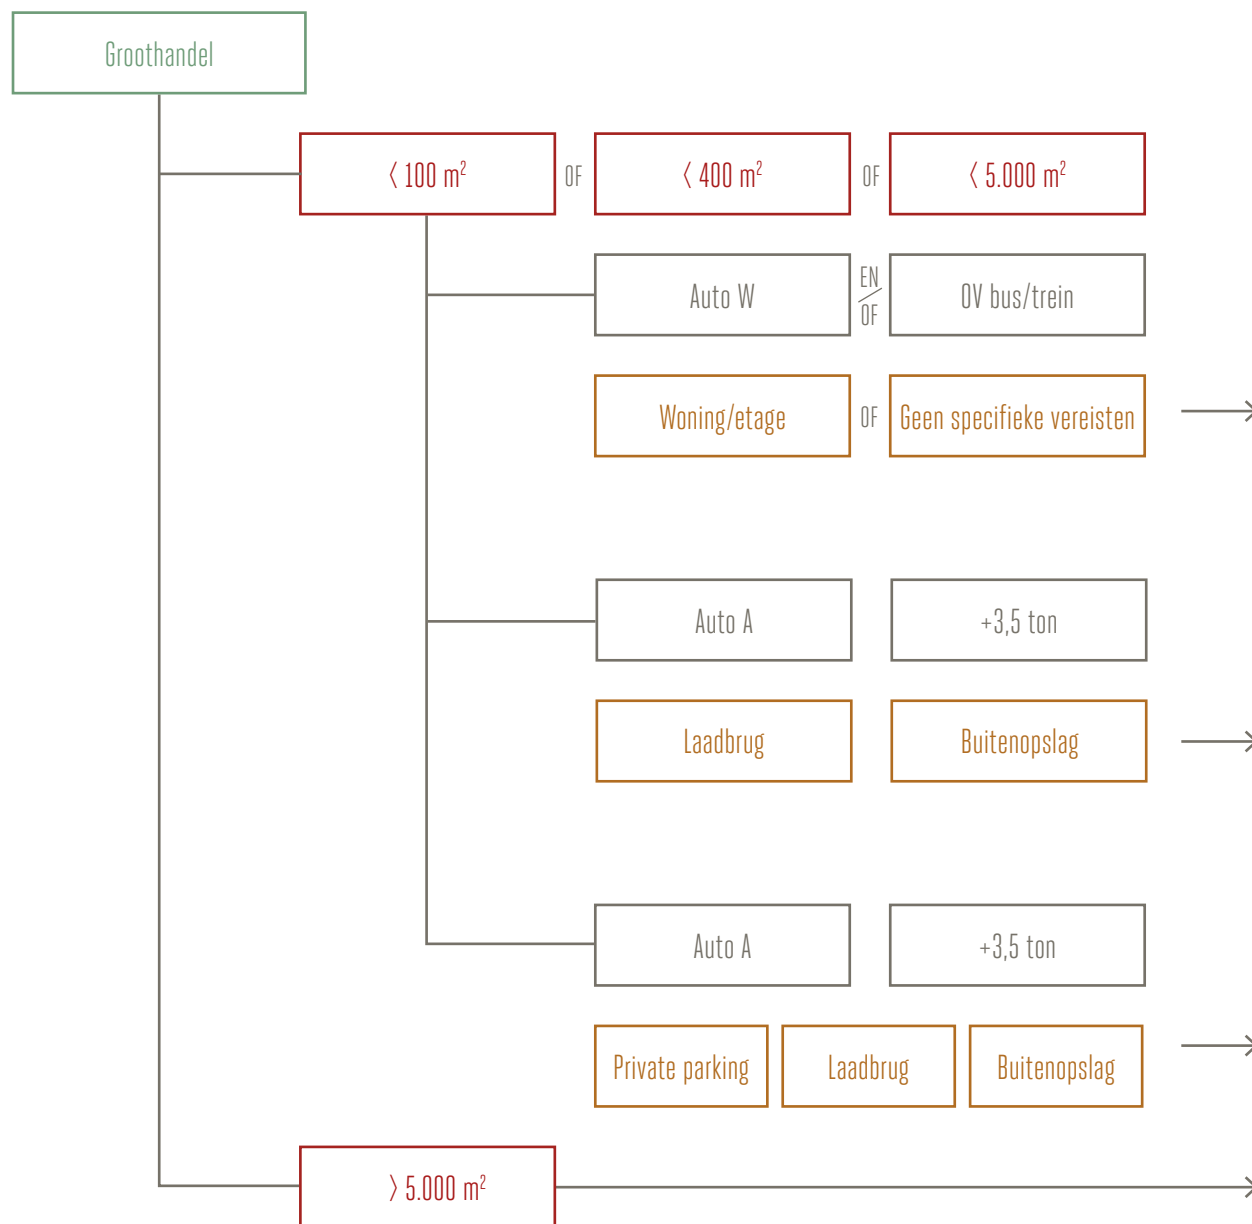 Groothandel
< 100 m² OF < 400 m² OF < 5.000 m²
Auto W EN/OF OV bus/trein
Woning/etage OF Geen specifieke vereisten
Auto A +3,5 ton
Laadbrug Buitenopslag
Auto A +3,5 ton
Private parking Laadbrug Buitenopslag
> 5.000 m²